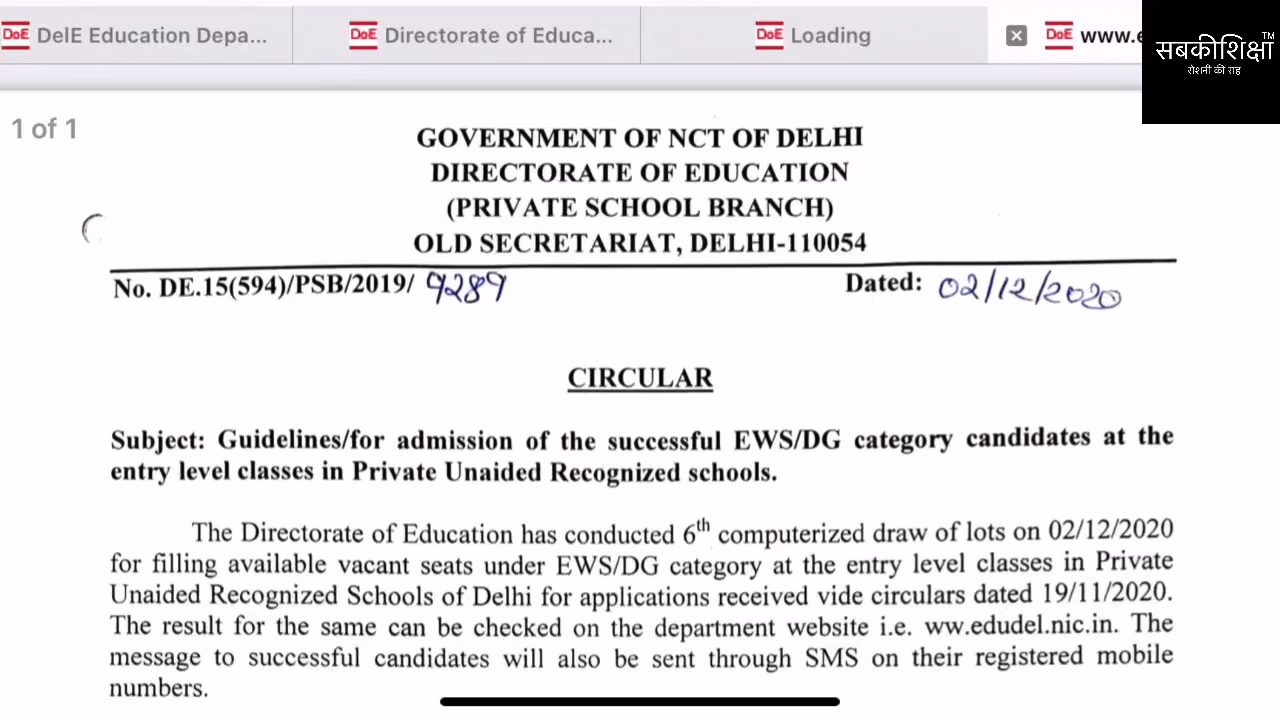 DoE DelE Education Depa...
DoE Directorate of Educa...
DoE Loading
DoE www.e
सबकीशिक्षा TM
रोशनी की राह
1 of 1
GOVERNMENT OF NCT OF DELHI
DIRECTORATE OF EDUCATION
(PRIVATE SCHOOL BRANCH)
OLD SECRETARIAT, DELHI-110054
No. DE.15(594)/PSB/2019/ 9289
Dated: 02/12/2020
CIRCULAR
Subject: Guidelines/for admission of the successful EWS/DG category candidates at the
entry level classes in Private Unaided Recognized schools.
The Directorate of Education has conducted 6th computerized draw of lots on 02/12/2020
for filling available vacant seats under EWS/DG category at the entry level classes in Private
Unaided Recognized Schools of Delhi for applications received vide circulars dated 19/11/2020.
The result for the same can be checked on the department website i.e. ww.edudel.nic.in. The
message to successful candidates will also be sent through SMS on their registered mobile
numbers.